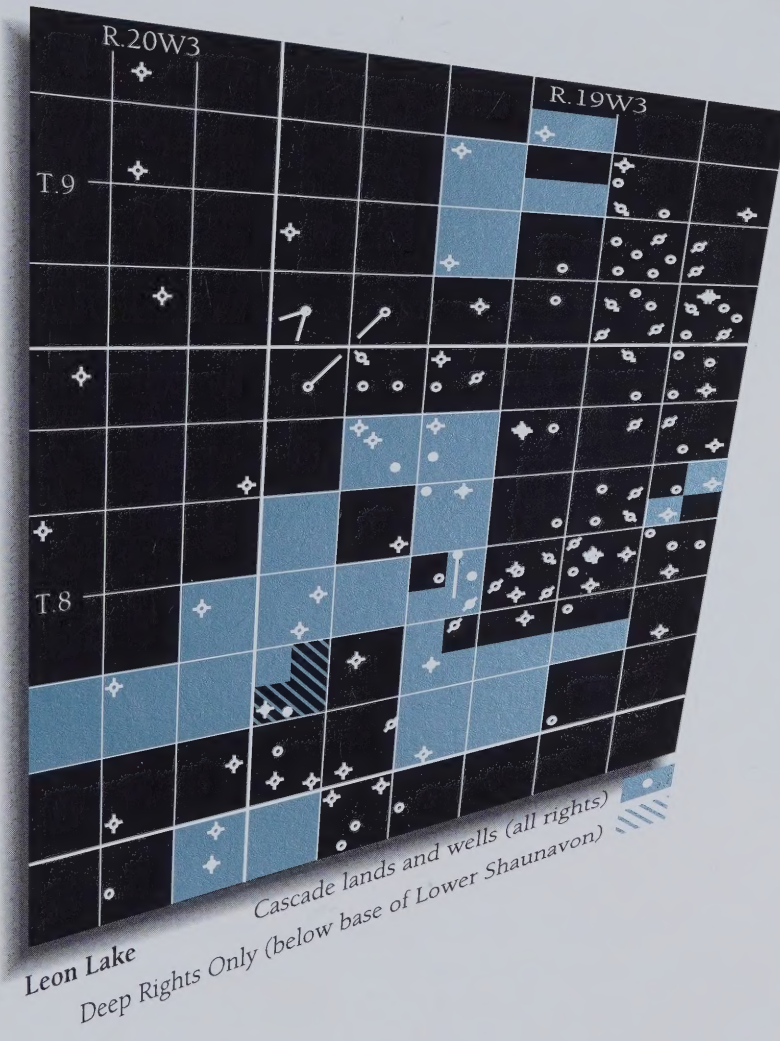 R.20W3
R.19W3
T.9
T.8
Cascade lands and wells (all rights)
Leon Lake
Deep Rights Only (below base of Lower Shaunavon)